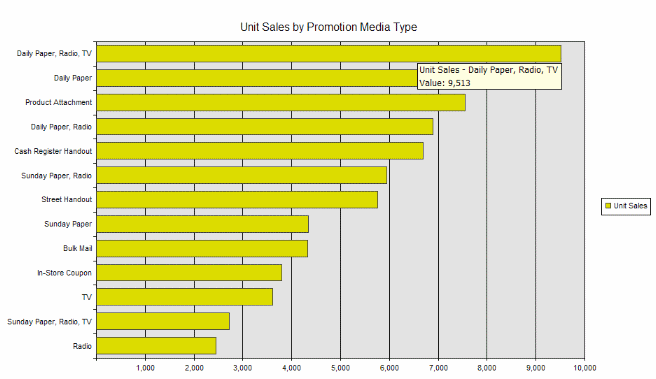 Unit Sales by Promotion Media Type
Daily Paper, Radio, TV
Daily Paper
Unit Sales - Daily Paper, Radio, TV
Value: 9,513
Product Attachment
Daily Paper, Radio
Cash Register Handout
Sunday Paper, Radio
Street Handout
Unit Sales
Sunday Paper
Bulk Mail
In-Store Coupon
TV
Sunday Paper, Radio, TV
Radio
1,000 2,000 3,000 4,000 5,000 6,000 7,000 8,000 9,000 10,000